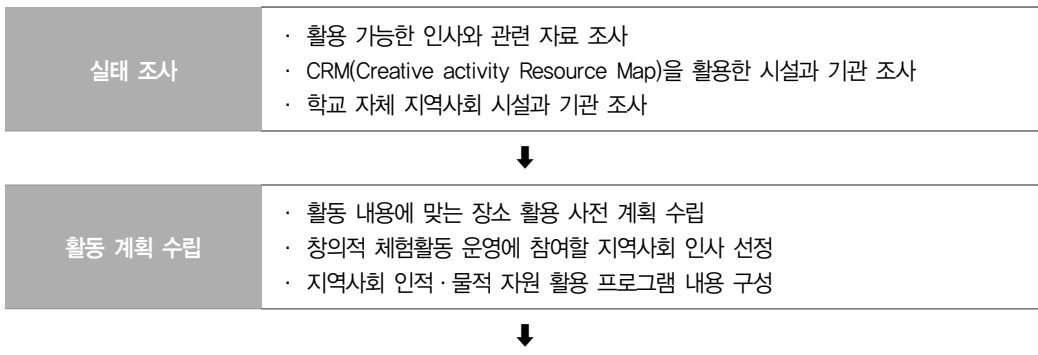 실태 조사
· 활용 가능한 인사와 관련 자료 조사
· CRM(Creative activity Resource Map)을 활용한 시설과 기관 조사
· 학교 자체 지역사회 시설과 기관 조사
⬇
활동 계획 수립
· 활동 내용에 맞는 장소 활용 사전 계획 수립
· 창의적 체험활동 운영에 참여할 지역사회 인사 선정
· 지역사회 인적·물적 자원 활용 프로그램 내용 구성
⬇